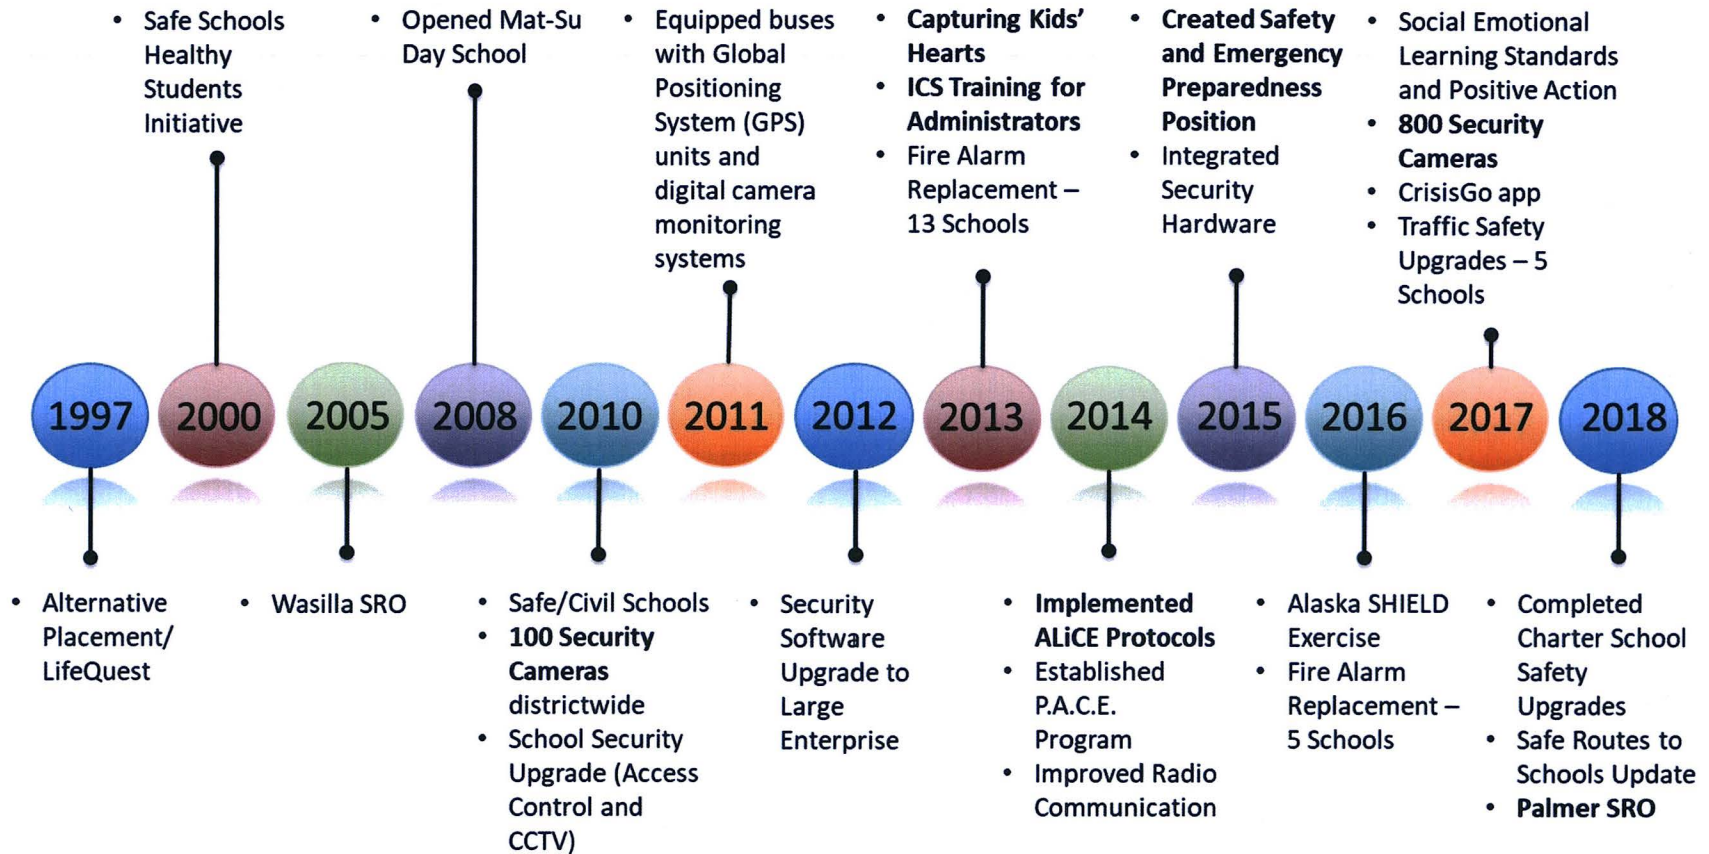 • Safe Schools
Healthy
Students
Initiative
• Opened Mat-Su
Day School
• Equipped buses
with Global
Positioning
System (GPS)
units and
digital camera
monitoring
systems
• Capturing Kids’
Hearts
• ICS Training for
Administrators
• Fire Alarm
Replacement –
13 Schools
• Created Safety
and Emergency
Preparedness
Position
• Integrated
Security
Hardware
• Social Emotional
Learning Standards
and Positive Action
• 800 Security
Cameras
• CrisisGo app
• Traffic Safety
Upgrades – 5
Schools
1997
2000
2005
2008
2010
2011
2012
2013
2014
2015
2016
2017
2018
• Alternative
Placement/
LifeQuest
• Wasilla SRO
• Safe/Civil Schools
• 100 Security
Cameras
districtwide
• School Security
Upgrade (Access
Control and
CCTV)
• Security
Software
Upgrade to
Large
Enterprise
• Implemented
ALiCE Protocols
• Established
P.A.C.E.
Program
• Improved Radio
Communication
• Alaska SHIELD
Exercise
• Fire Alarm
Replacement –
5 Schools
• Completed
Charter School
Safety
Upgrades
• Safe Routes to
Schools Update
• Palmer SRO